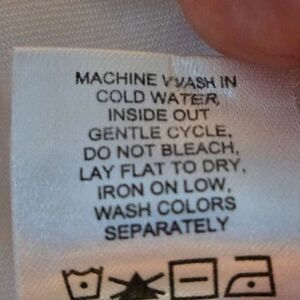 MACHINE WASH IN
COLD WATER,
INSIDE OUT
GENTLE CYCLE,
DO NOT BLEACH,
LAY FLAT TO DRY,
IRON ON LOW,
WASH COLORS
SEPARATELY